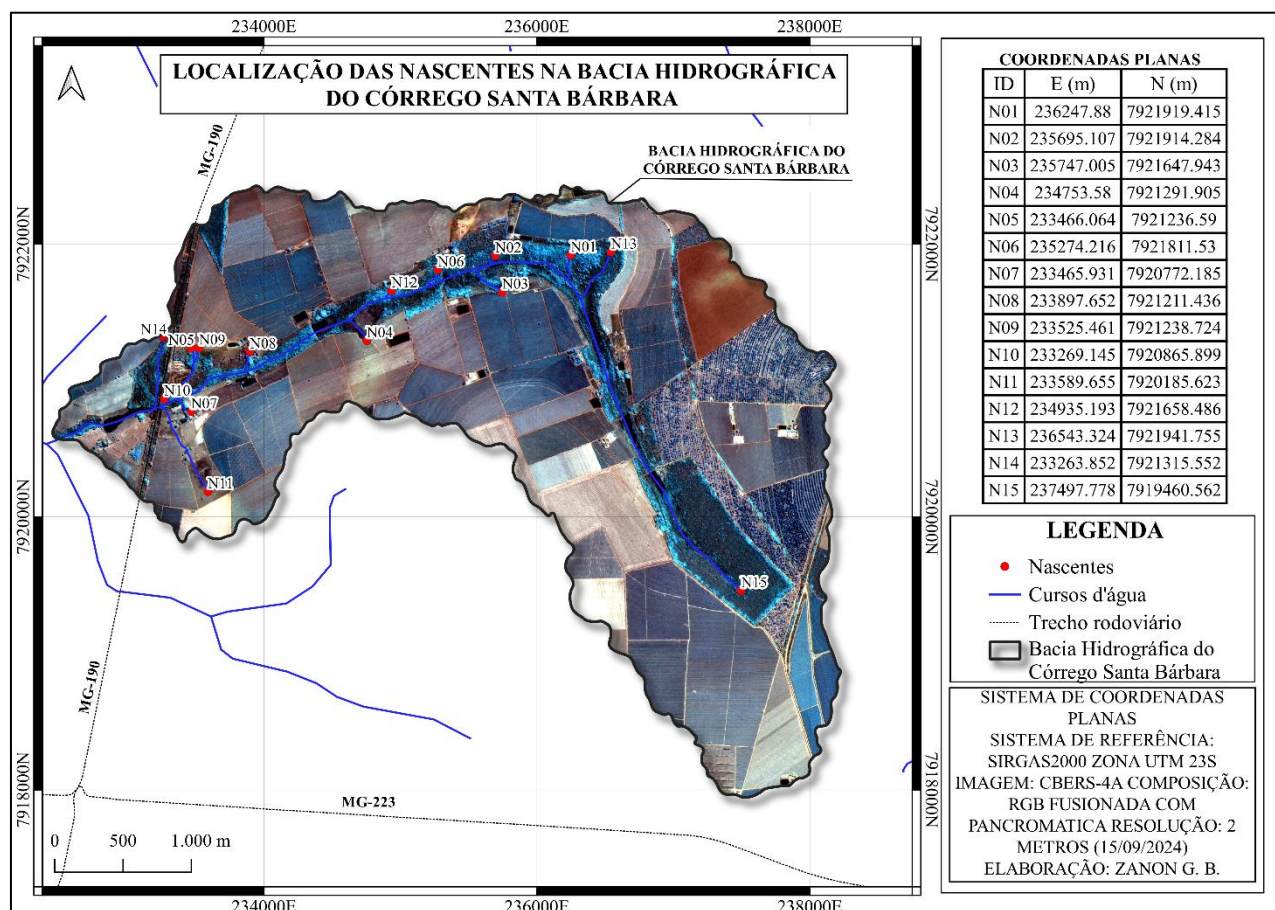 234000E
236000E
238000E
LOCALIZAÇÃO DAS NASCENTES NA BACIA HIDROGRÁFICA
DO CÓRREGO SANTA BÁRBARA
MG-190
BACIA HIDROGRÁFICA DO
CÓRREGO SANTA BÁRBARA
7922000N
7922000N
N02
N01
N13
N06
N03
N12
N04
N14
N05
N09
N08
N10
N07
N11
N15
7920000N
7920000N
MG-190
7918000N
7918000N
MG-223
0
500
1.000 m
234000E
236000E
238000E
COORDENADAS PLANAS
ID E (m) N (m)
N01 236247.88 7921919.415
N02 235695.107 7921914.284
N03 235747.005 7921647.943
N04 234753.58 7921291.905
N05 233466.064 7921236.59
N06 235274.216 7921811.53
N07 233465.931 7920772.185
N08 233897.652 7921211.436
N09 233525.461 7921238.724
N10 233269.145 7920865.899
N11 233589.655 7920185.623
N12 234935.193 7921658.486
N13 236543.324 7921941.755
N14 233263.852 7921315.552
N15 237497.778 7919460.562
LEGENDA
Nascentes
Cursos d'água
Trecho rodoviário
Bacia Hidrográfica do
Córrego Santa Bárbara
SISTEMA DE COORDENADAS
PLANAS
SISTEMA DE REFERÊNCIA:
SIRGAS2000 ZONA UTM 23S
IMAGEM: CBERS-4A COMPOSIÇÃO:
RGB FUSIONADA COM
PANCROMATICA RESOLUÇÃO: 2
METROS (15/09/2024)
ELABORAÇÃO: ZANON G. B.